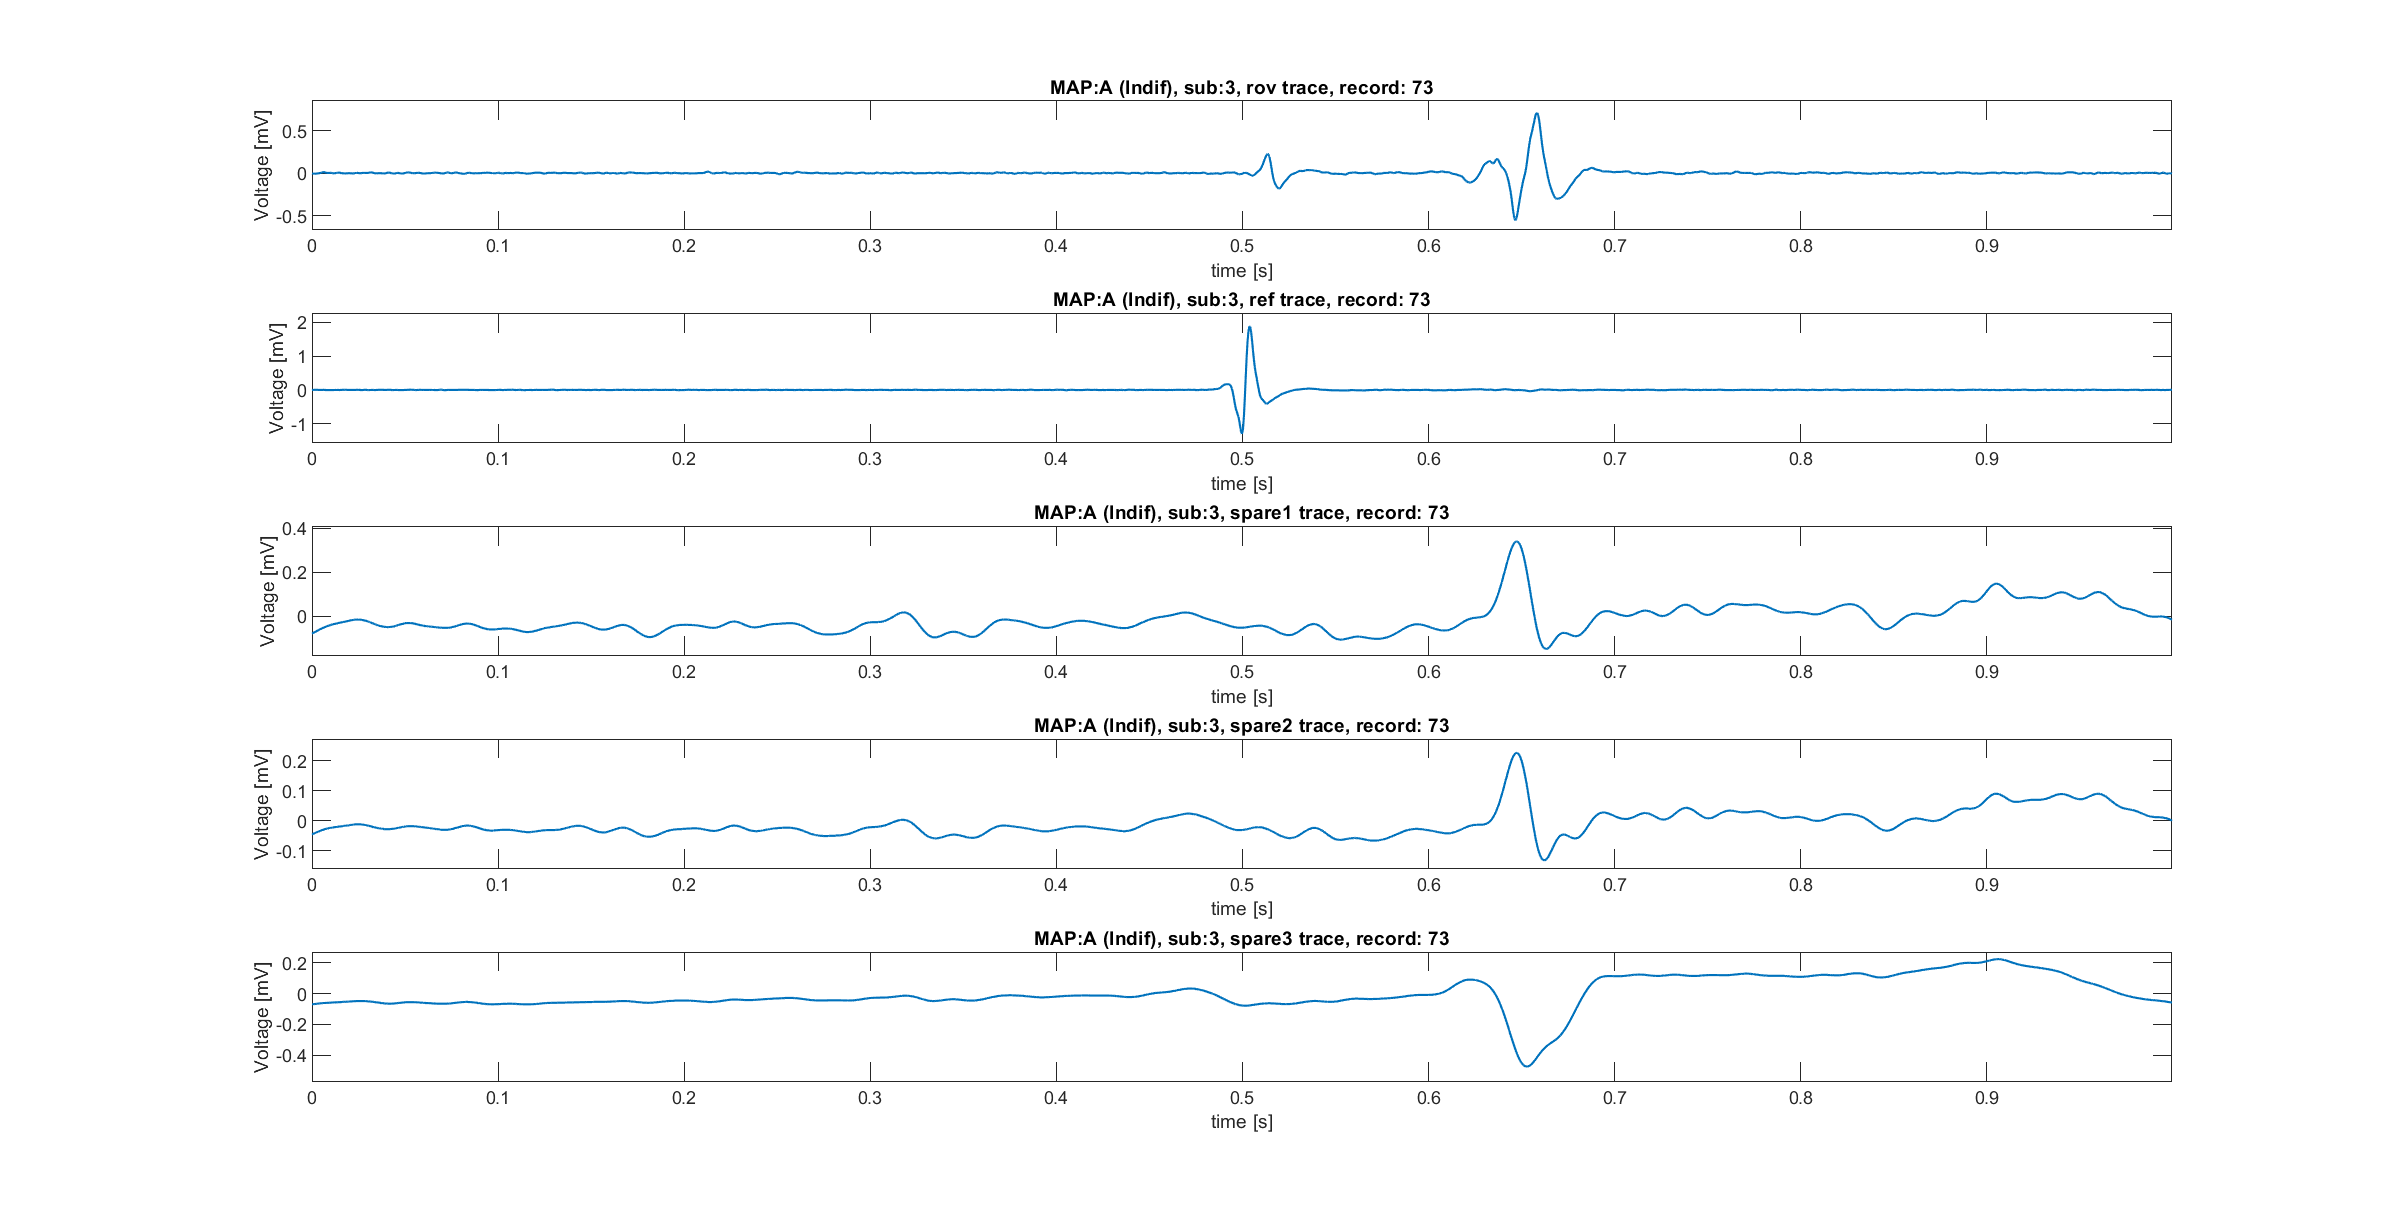 MAP:A (Indif), sub:3, rov trace, record: 73
Voltage [mV]
0.5
0
-0.5
0 0.1 0.2 0.3 0.4 0.5 0.6 0.7 0.8 0.9
time [s]
MAP:A (Indif), sub:3, ref trace, record: 73
Voltage [mV]
2
1
0
-1
0 0.1 0.2 0.3 0.4 0.5 0.6 0.7 0.8 0.9
time [s]
MAP:A (Indif), sub:3, spare1 trace, record: 73
Voltage [mV]
0.4
0.2
0
0 0.1 0.2 0.3 0.4 0.5 0.6 0.7 0.8 0.9
time [s]
MAP:A (Indif), sub:3, spare2 trace, record: 73
Voltage [mV]
0.2
0.1
0
-0.1
0 0.1 0.2 0.3 0.4 0.5 0.6 0.7 0.8 0.9
time [s]
MAP:A (Indif), sub:3, spare3 trace, record: 73
Voltage [mV]
0.2
0
-0.2
-0.4
0 0.1 0.2 0.3 0.4 0.5 0.6 0.7 0.8 0.9
time [s]